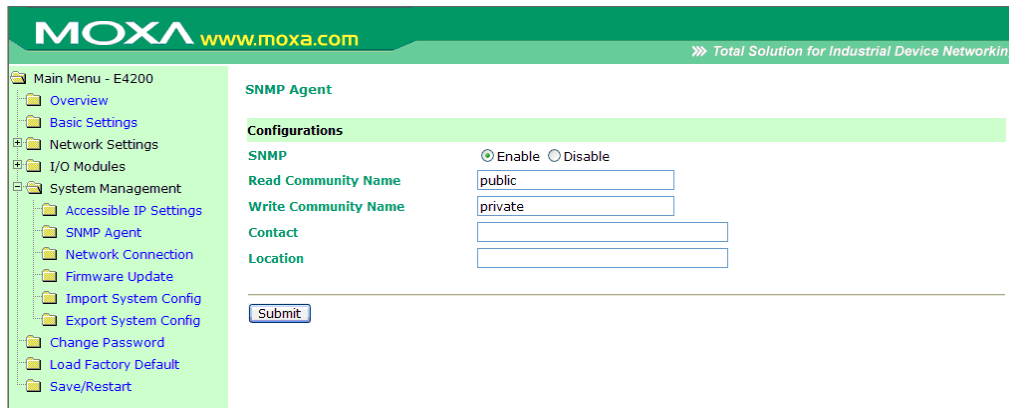 MOXA www.moxa.com
Total Solution for Industrial Device Networkin
Main Menu - E4200
Overview
Basic Settings
Network Settings
I/O Modules
System Management
Accessible IP Settings
SNMP Agent
Network Connection
Firmware Update
Import System Config
Export System Config
Change Password
Load Factory Default
Save/Restart
SNMP Agent
Configurations
SNMP Enable Disable
Read Community Name public
Write Community Name private
Contact
Location
Submit